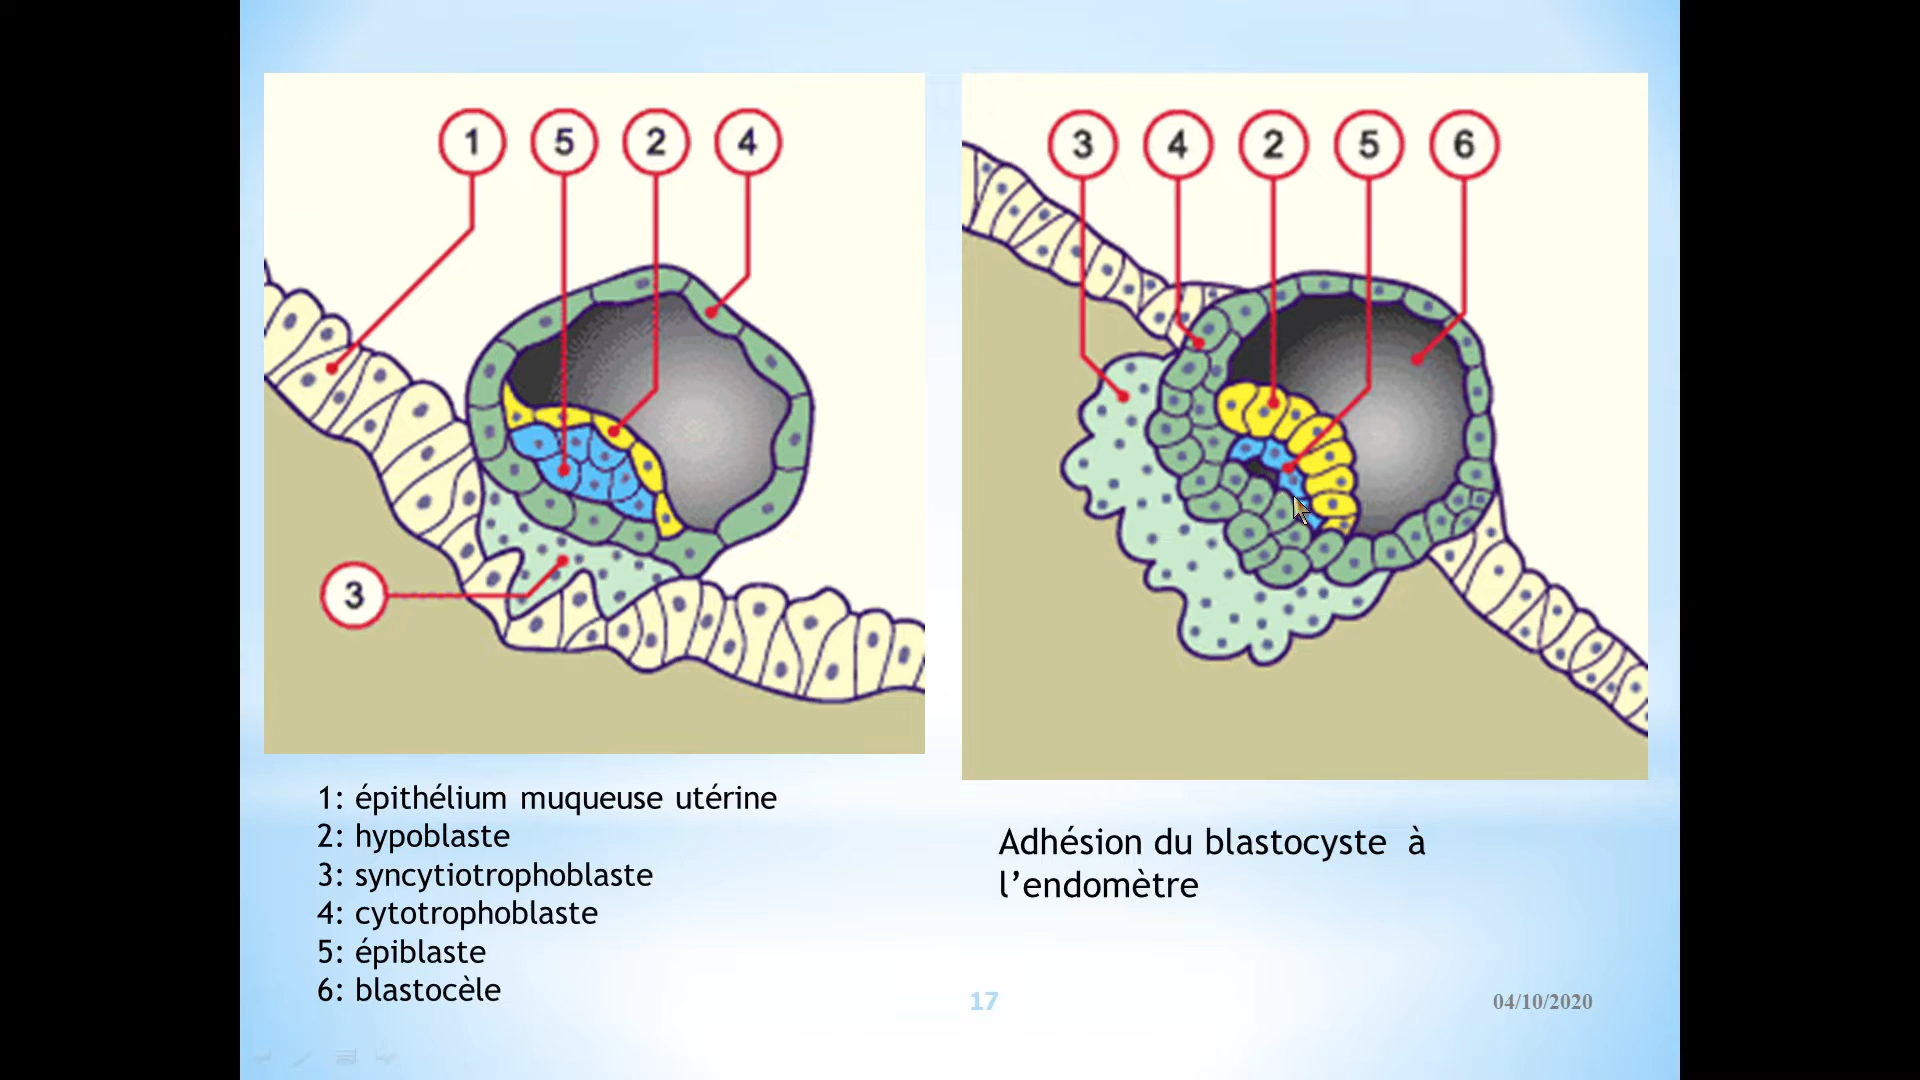 1 5 2 4
3
3 4 2 5 6
1: épithélium muqueuse utérine
2: hypoblaste
3: syncytiotrophoblaste
4: cytotrophoblaste
5: épiblaste
6: blastocèle
Adhésion du blastocyste à
l’endomètre
17
04/10/2020